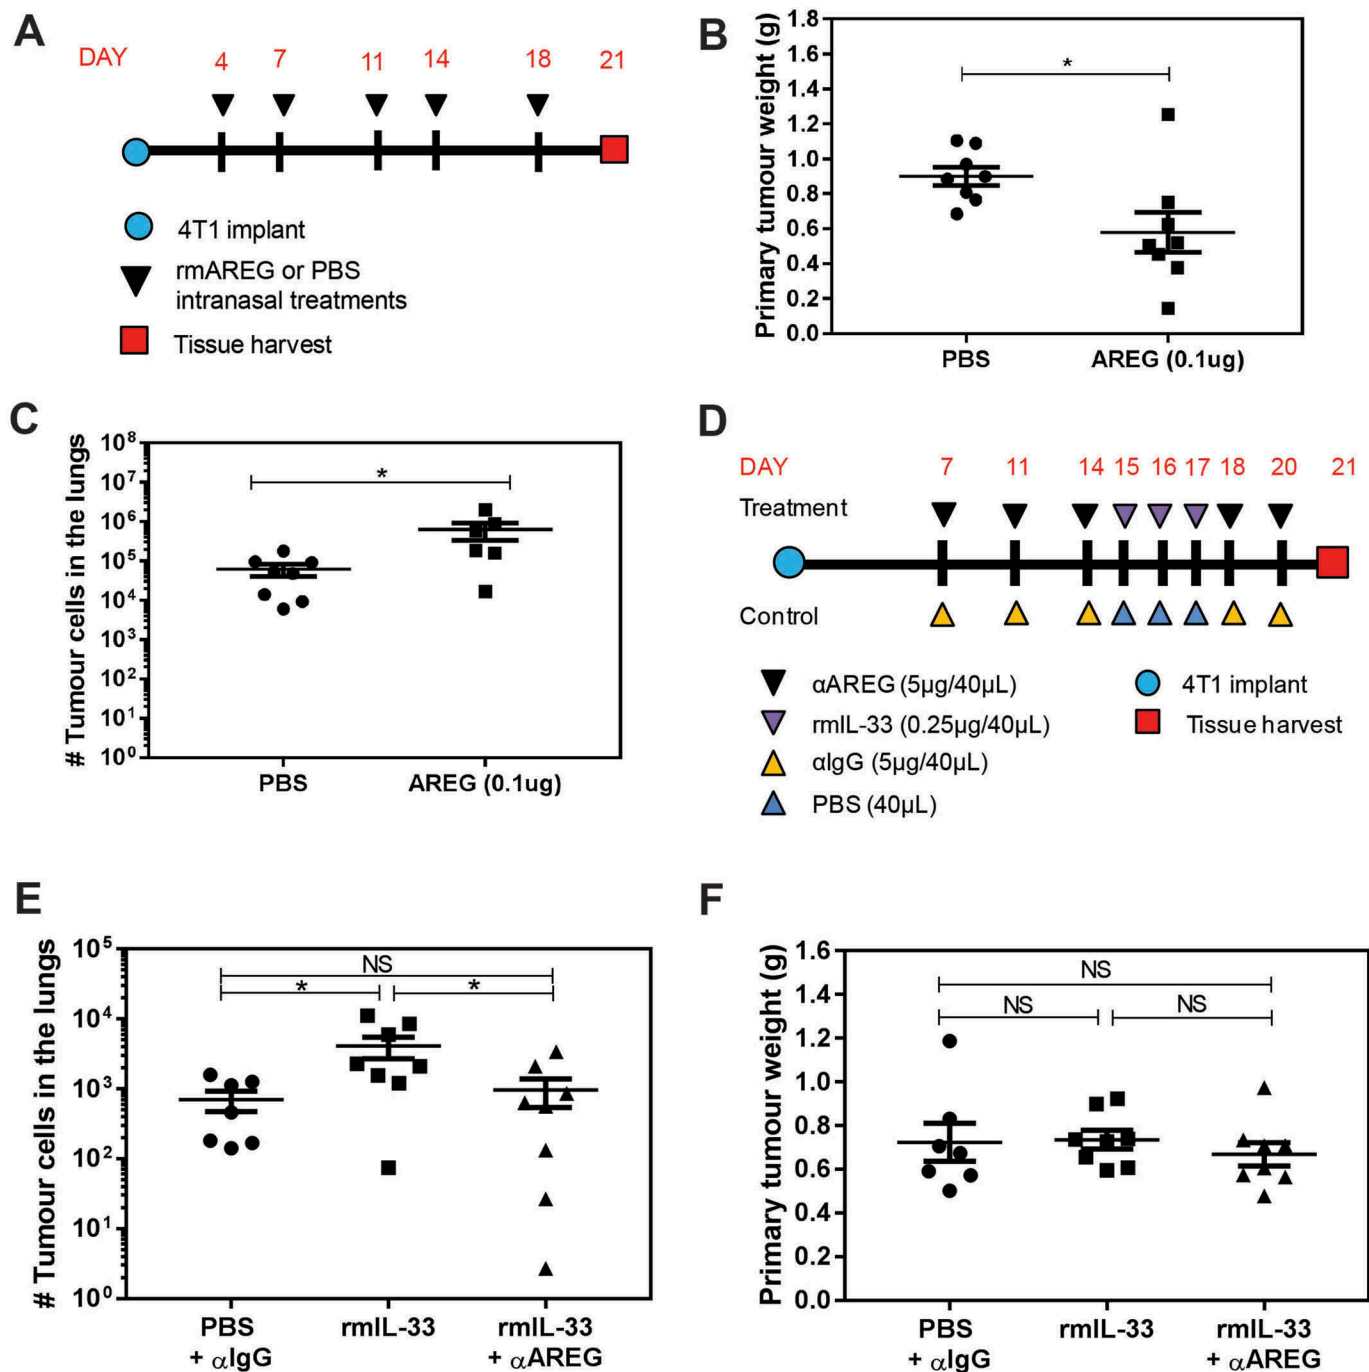 A
DAY 4 7 11 14 18 21
4T1 implant
rmAREG or PBS
intranasal treatments
Tissue harvest
B
Primary tumour weight (g)
1.8
1.6
1.4
1.2
1.0
0.8
0.6
0.4
0.2
0.0
*
PBS AREG (0.1ug)
C
# Tumour cells in the lungs
10⁸
10⁷
10⁶
10⁵
10⁴
10³
10²
10¹
10⁰
*
PBS AREG (0.1ug)
D
DAY 7 11 14 15 16 17 18 20 21
Treatment
Control
αAREG (5µg/40µL)
rmIL-33 (0.25µg/40µL)
αIgG (5µg/40µL)
PBS (40µL)
4T1 implant
Tissue harvest
E
# Tumour cells in the lungs
10⁵
10⁴
10³
10²
10¹
10⁰
NS
* *
PBS rmIL-33 rmIL-33
+ αIgG + αAREG
F
Primary tumour weight (g)
1.6
1.4
1.2
1.0
0.8
0.6
0.4
0.2
0.0
NS
NS NS
PBS rmIL-33 rmIL-33
+ αIgG + αAREG